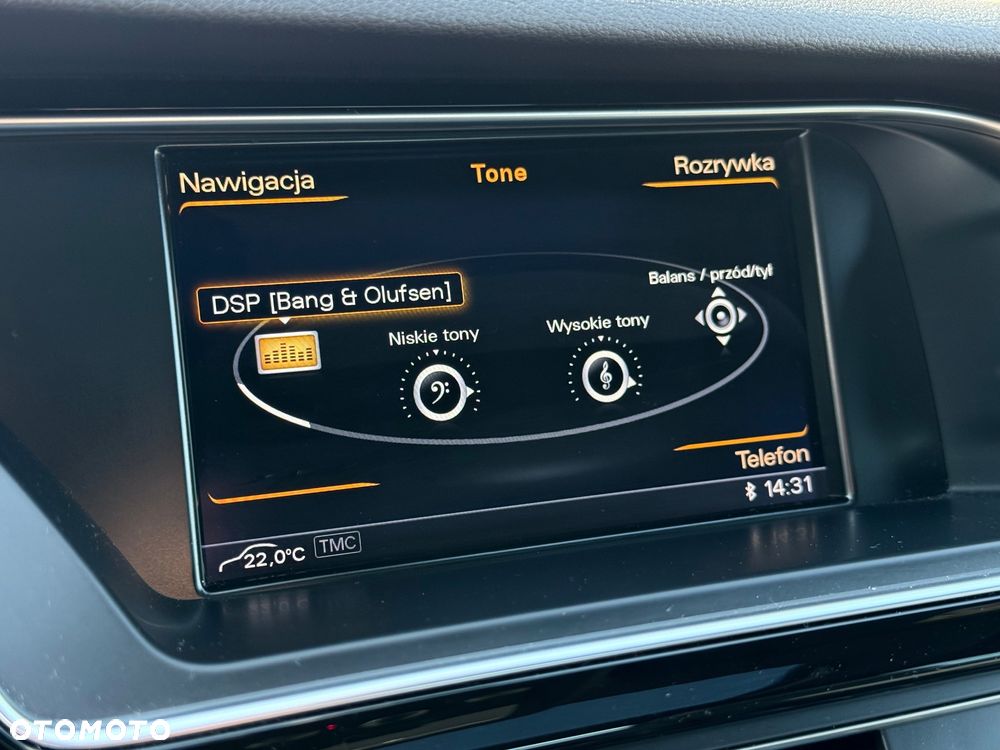 Nawigacja
Tone
Rozrywka
DSP [Bang & Olufsen]
Niskie tony
Wysokie tony
Balans / przód/tył
Telefon
14:31
22,0°C
TMC
OTOMOTO